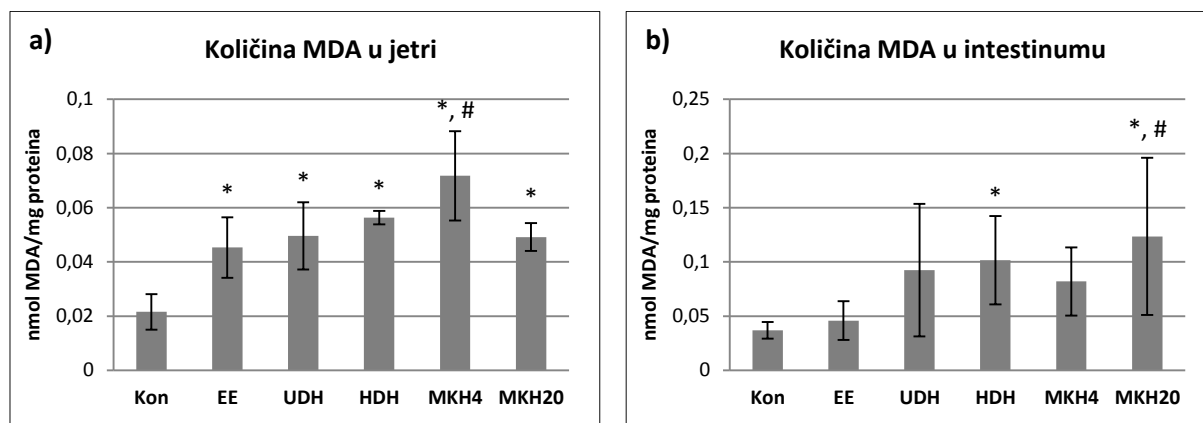 a)
Količina MDA u jetri
nmol MDA/mg proteina
0,1
0,08
0,06
0,04
0,02
0
*
*
*
*, #
*
Kon EE UDH HDH MKH4 MKH20
b)
Količina MDA u intestinumu
nmol MDA/mg proteina
0,25
0,2
0,15
0,1
0,05
0
*
*, #
Kon EE UDH HDH MKH4 MKH20